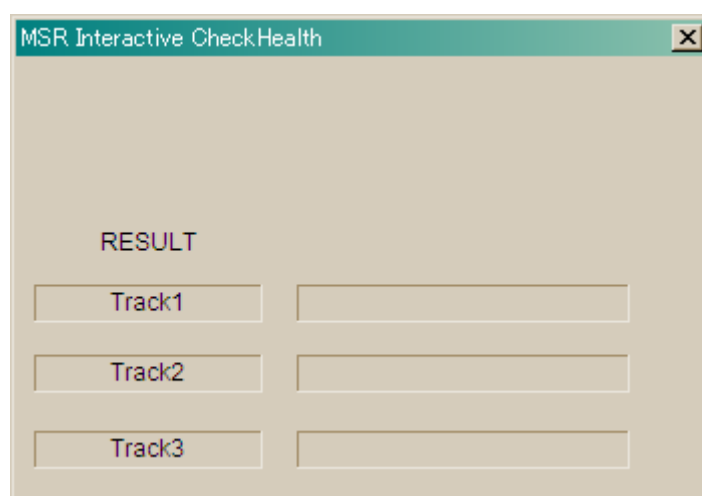 MSR Interactive CheckHealth
RESULT
Track1
Track2
Track3